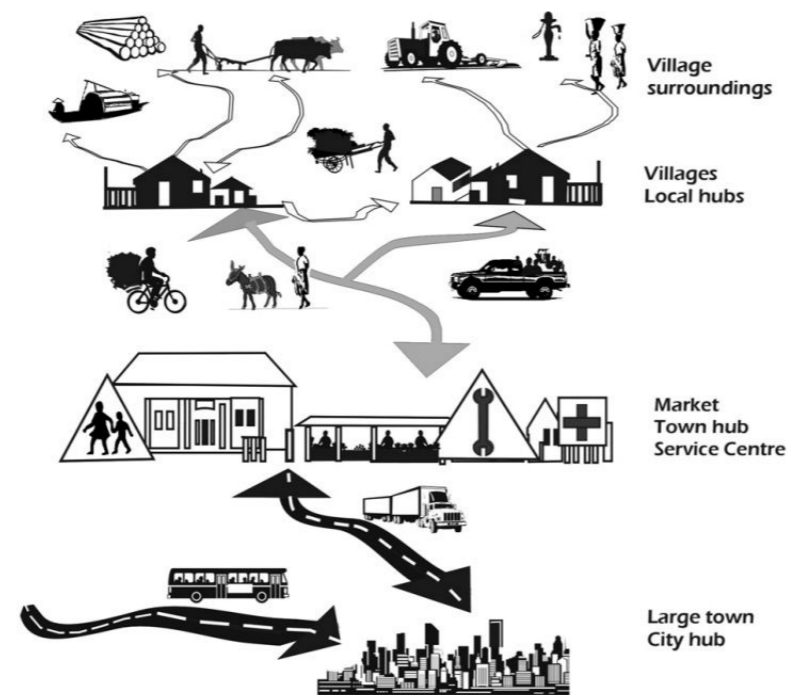 Village
surroundings
Villages
Local hubs
Market
Town hub
Service Centre
Large town
City hub